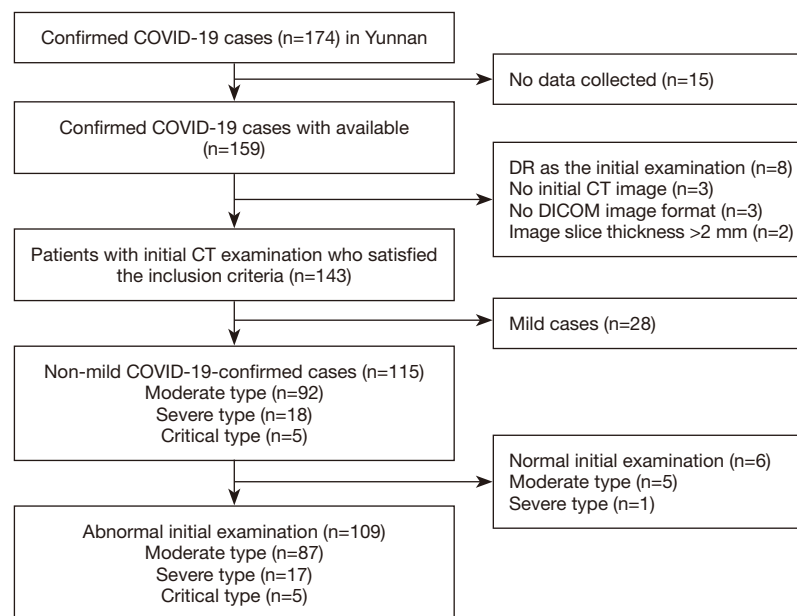 Confirmed COVID-19 cases (n=174) in Yunnan
No data collected (n=15)
Confirmed COVID-19 cases with available
(n=159)
DR as the initial examination (n=8)
No initial CT image (n=3)
No DICOM image format (n=3)
Image slice thickness >2 mm (n=2)
Patients with initial CT examination who satisfied
the inclusion criteria (n=143)
Mild cases (n=28)
Non-mild COVID-19-confirmed cases (n=115)
Moderate type (n=92)
Severe type (n=18)
Critical type (n=5)
Normal initial examination (n=6)
Moderate type (n=5)
Severe type (n=1)
Abnormal initial examination (n=109)
Moderate type (n=87)
Severe type (n=17)
Critical type (n=5)